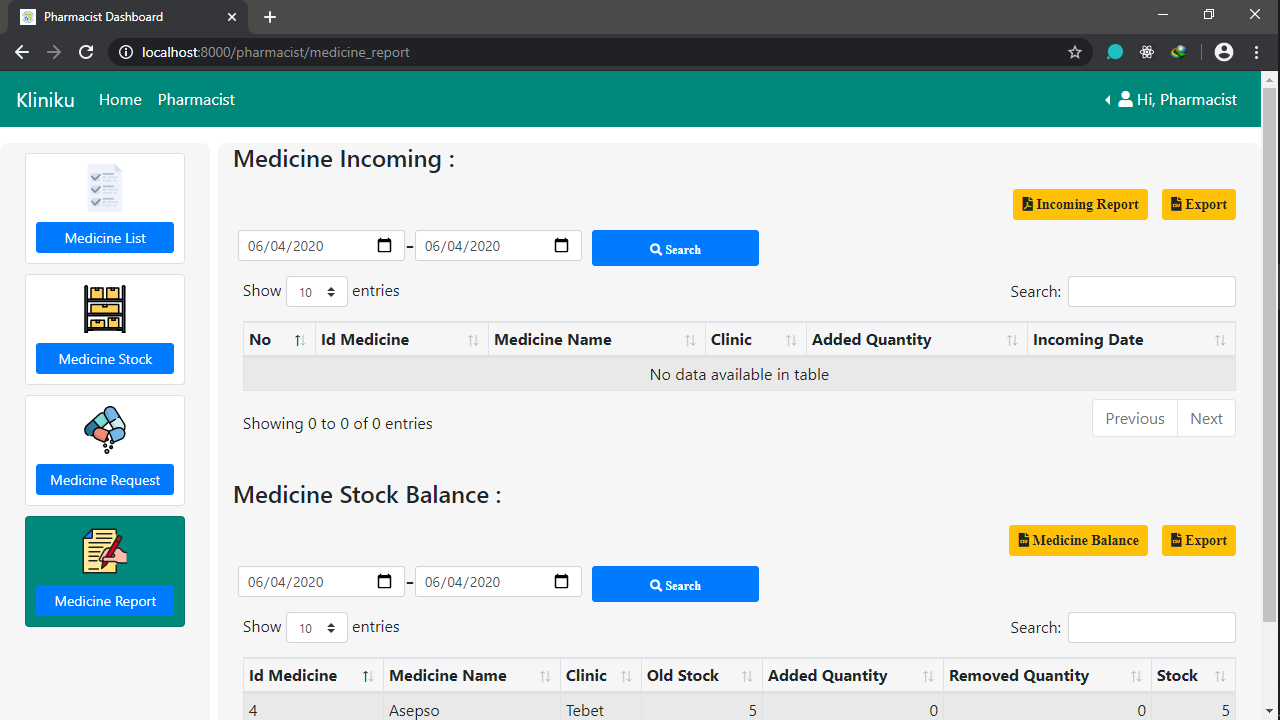 Pharmacist Dashboard
localhost:8000/pharmacist/medicine_report
Kliniku Home Pharmacist Hi, Pharmacist
Medicine List
Medicine Stock
Medicine Request
Medicine Report
Medicine Incoming :
Incoming Report Export
06/04/2020 - 06/04/2020 Search
Show 10 entries Search:
No Id Medicine Medicine Name Clinic Added Quantity Incoming Date
No data available in table
Showing 0 to 0 of 0 entries Previous Next
Medicine Stock Balance :
Medicine Balance Export
06/04/2020 - 06/04/2020 Search
Show 10 entries Search:
Id Medicine Medicine Name Clinic Old Stock Added Quantity Removed Quantity Stock
4 Asepso Tebet 5 0 0 5